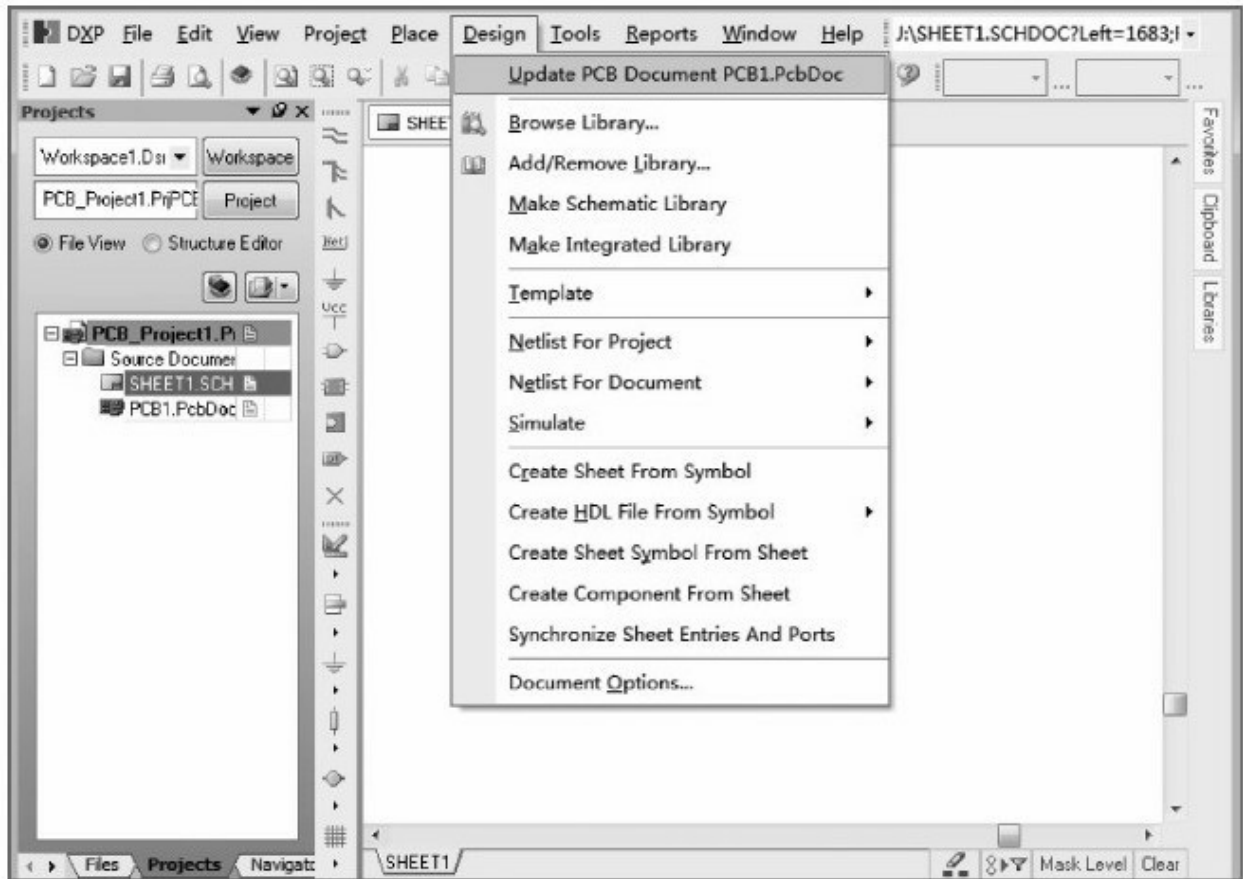 DXP File Edit View Project Place Design Tools Reports Window Help J:\SHEET1.SCHDOC?Left=1683;
Update PCB Document PCB1.PcbDoc
Projects
SHEE
Browse Library...
Workspace1.Dsı Workspace
Add/Remove Library...
PCB_Project1.PrjPCE Project
Make Schematic Library
File View Structure Editor
Make Integrated Library
Net
Template
VCC
PCB_Project1.P
Netlist For Project
Source Documer
SHEET1.SCH
Netlist For Document
PCB1.PcbDoc
Simulate
Create Sheet From Symbol
Create HDL File From Symbol
Create Sheet Symbol From Sheet
Create Component From Sheet
Synchronize Sheet Entries And Ports
Document Options...
Favorites
Clipboard
Libraries
Files Projects Navigatc
SHEET1
Mask Level Clear